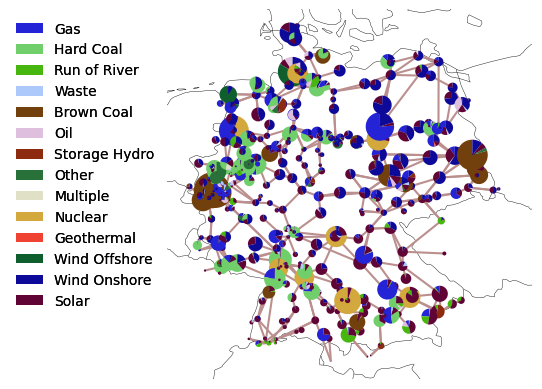 Gas
Hard Coal
Run of River
Waste
Brown Coal
Oil
Storage Hydro
Other
Multiple
Nuclear
Geothermal
Wind Offshore
Wind Onshore
Solar